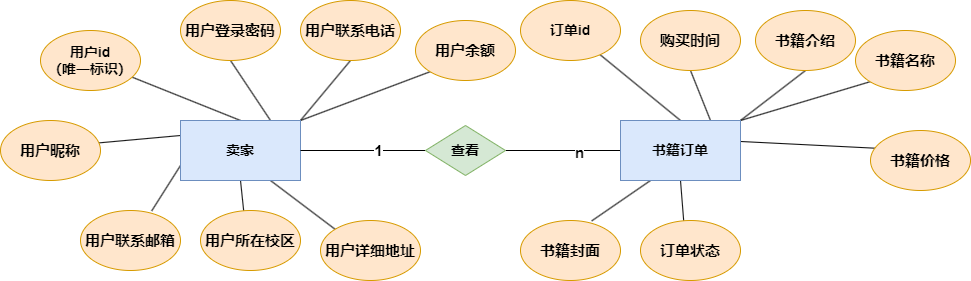 用户登录密码
用户联系电话
订单id
购买时间
书籍介绍
用户id
(唯一标识)
用户余额
书籍名称
用户昵称
卖家
1
查看
n
书籍订单
书籍价格
用户联系邮箱
用户所在校区
用户详细地址
书籍封面
订单状态